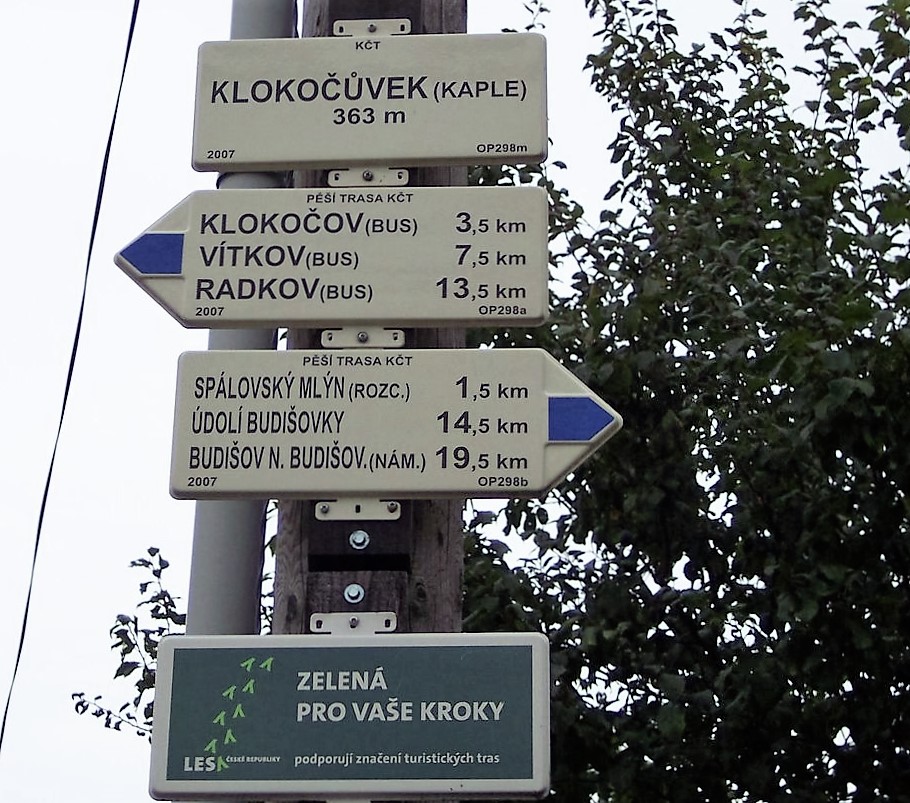 KČT
KLOKOČŮVEK (KAPLE)
363 m
2007 OP298m
PĚŠÍ TRASA KČT
KLOKOČOV (BUS) 3,5 km
VÍTKOV (BUS) 7,5 km
RADKOV (BUS) 13,5 km
2007 OP298a
PĚŠÍ TRASA KČT
SPÁLOVSKÝ MLÝN (ROZC.) 1,5 km
ÚDOLÍ BUDIŠOVKY 14,5 km
BUDIŠOV N. BUDIŠOV. (NÁM.) 19,5 km
2007 OP298b
ZELENÁ
PRO VAŠE KROKY
LESY ČESKÉ REPUBLIKY podporují značení turistických tras